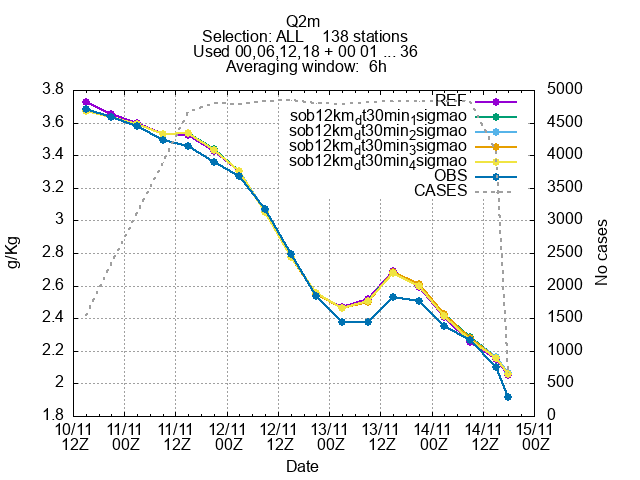 Q2m
Selection: ALL 138 stations
Used 00,06,12,18 + 00 01 ... 36
Averaging window: 6h
3.8
3.6
3.4
3.2
3
2.8
2.6
2.4
2.2
2
1.8
g/Kg
REF
sob12km_dt30min_1sigmao
sob12km_dt30min_2sigmao
sob12km_dt30min_3sigmao
sob12km_dt30min_4sigmao
OBS
CASES
5000
4500
4000
3500
3000
2500
2000
1500
1000
500
0
No cases
10/11 11/11 11/11 12/11 12/11 13/11 13/11 14/11 14/11 15/11
12Z 00Z 12Z 00Z 12Z 00Z 12Z 00Z 12Z 00Z
Date